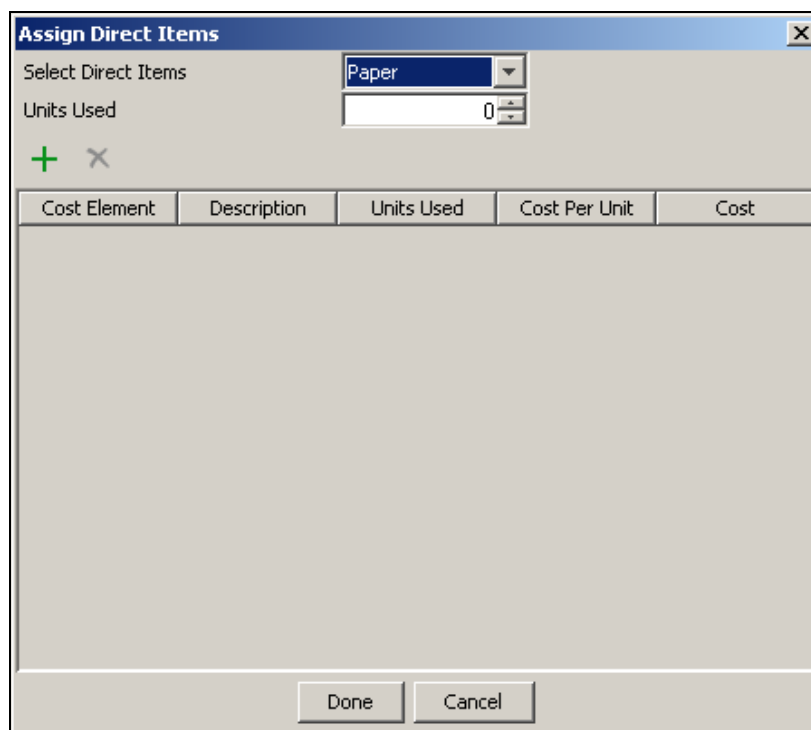 Assign Direct Items
Select Direct Items Paper
Units Used 0
Cost Element Description Units Used Cost Per Unit Cost
Done Cancel